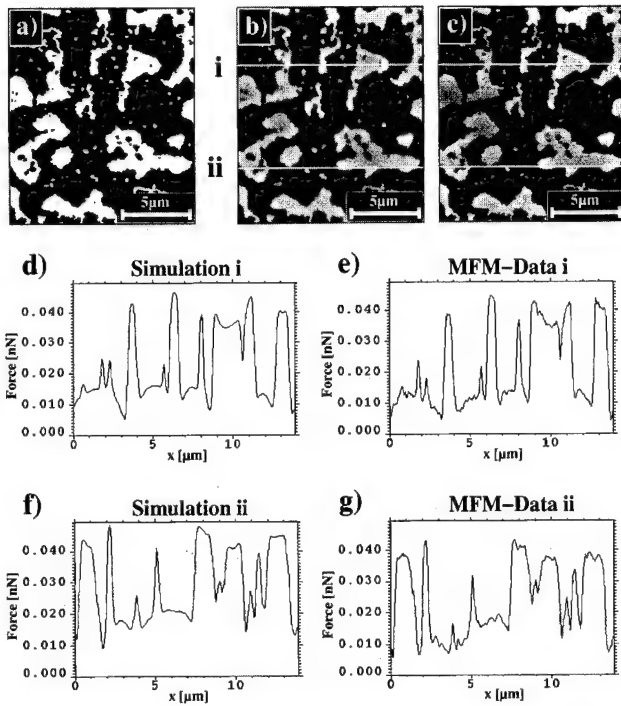 a) b) c)
i
ii
5µm 5µm 5µm
d) Simulation i
Force [nN]
0.040
0.030
0.020
0.010
0.000
0 5 10
x [µm]
e) MFM-Data i
Force [nN]
0.040
0.030
0.020
0.010
0.000
0 5 10
x [µm]
f) Simulation ii
Force [nN]
0.040
0.030
0.020
0.010
0.000
0 5 10
x [µm]
g) MFM-Data ii
Force [nN]
0.040
0.030
0.020
0.010
0.000
0 5 10
x [µm]